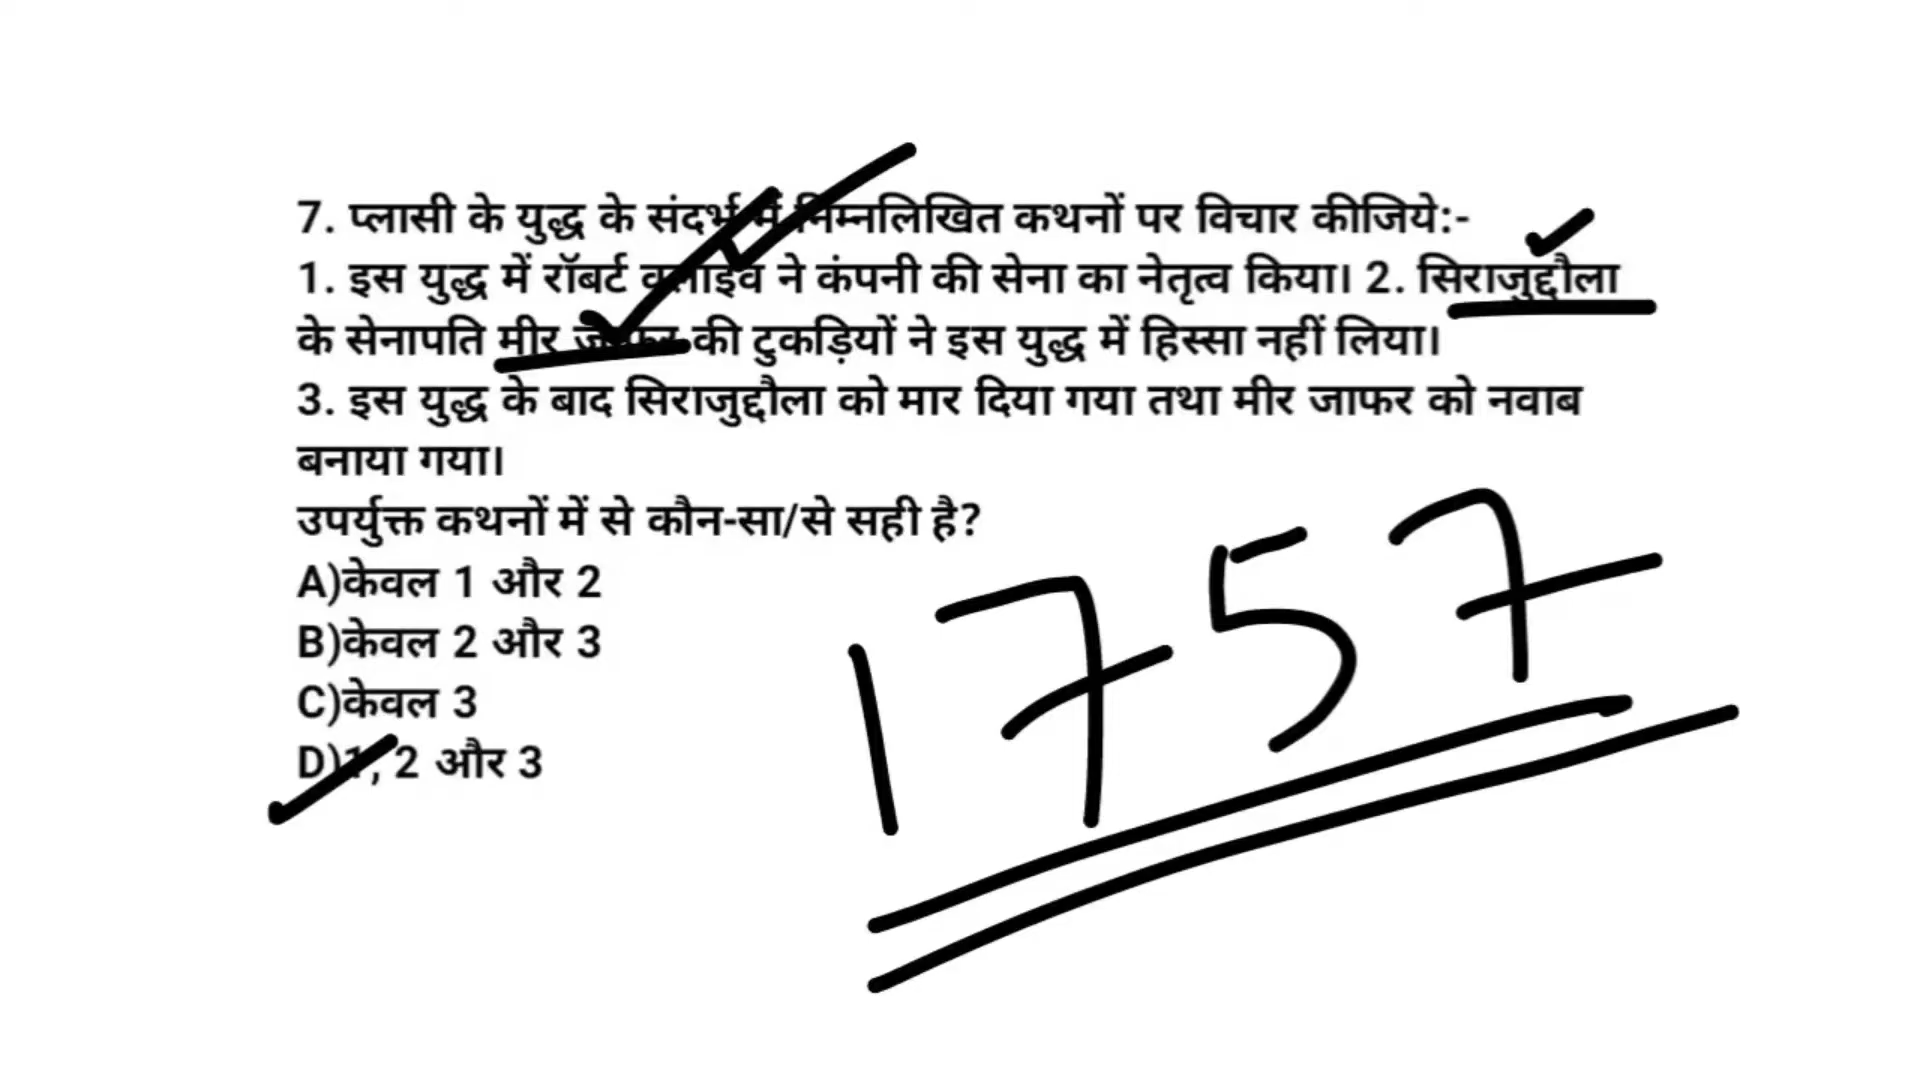 7. प्लासी के युद्ध के संदर्भ में निम्नलिखित कथनों पर विचार कीजिये:-
1. इस युद्ध में रॉबर्ट क्लाइव ने कंपनी की सेना का नेतृत्व किया। 2. सिराजुद्दौला
के सेनापति मीर जाफर की टुकड़ियों ने इस युद्ध में हिस्सा नहीं लिया।
3. इस युद्ध के बाद सिराजुद्दौला को मार दिया गया तथा मीर जाफर को नवाब
बनाया गया।
उपर्युक्त कथनों में से कौन-सा/से सही है?
A)केवल 1 और 2
B)केवल 2 और 3
C)केवल 3
D)1, 2 और 3
1757